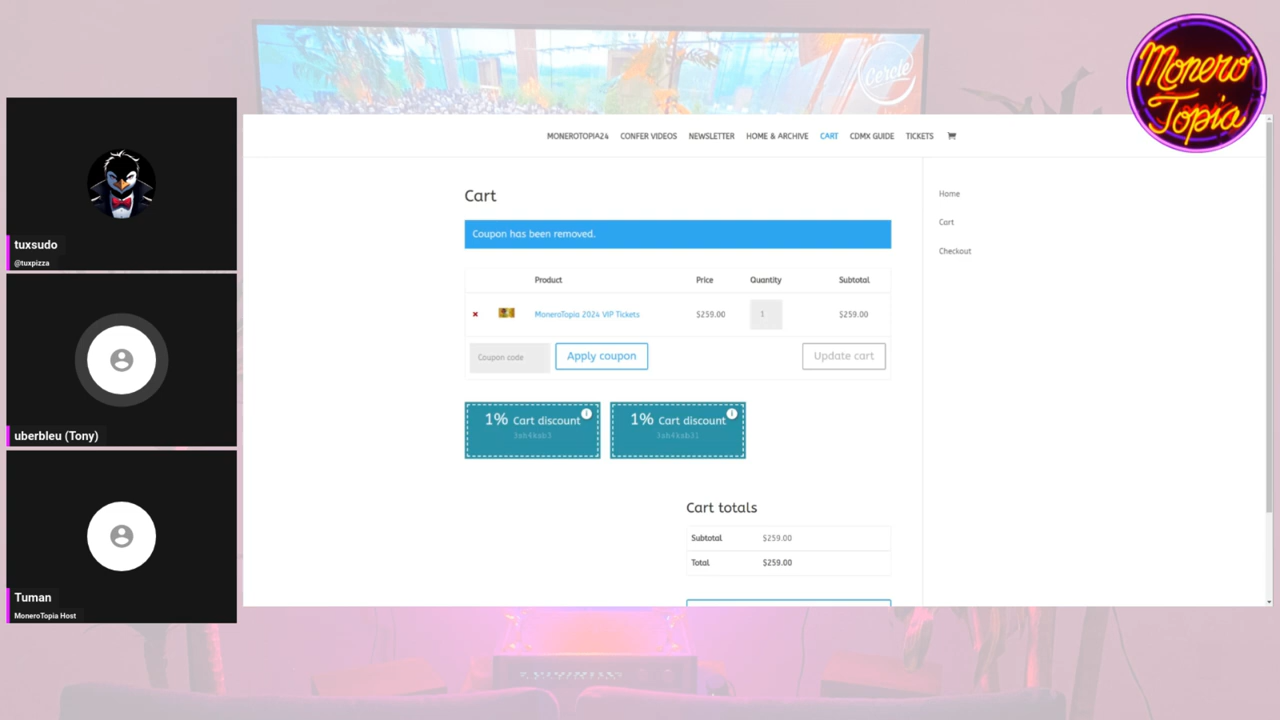 Cercle
Monero
Topia
MONEROTOPIA24 CONFER VIDEOS NEWSLETTER HOME & ARCHIVE CART CDMX GUIDE TICKETS
Cart
Coupon has been removed.
Product Price Quantity Subtotal
× MoneroTopia 2024 VIP Tickets $259.00 1 $259.00
Coupon code Apply coupon Update cart
1% Cart discount i
3sh4kab3
1% Cart discount i
3sh4kab31
Cart totals
Subtotal $259.00
Total $259.00
Home
Cart
Checkout
tuxsudo
@tuxpizza
uberbleu (Tony)
Tuman
MoneroTopia Host